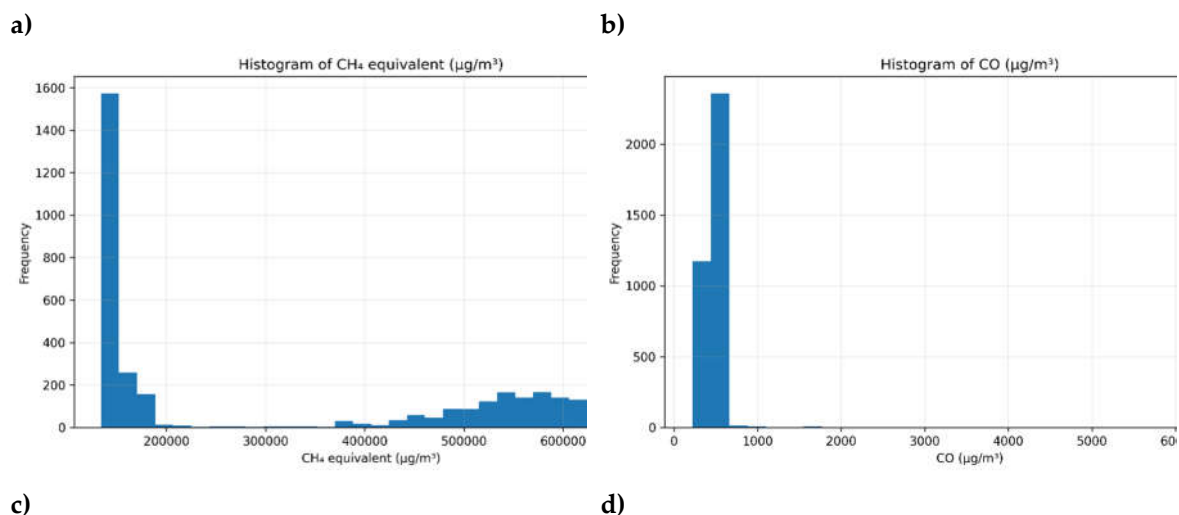 a)
b)
Histogram of CH₄ equivalent (µg/m³)
1600
1400
1200
1000
800
600
400
200
0
Frequency
200000 300000 400000 500000 600000
CH₄ equivalent (µg/m³)
Histogram of CO (µg/m³)
2000
1500
1000
500
0
Frequency
0 1000 2000 3000 4000 5000
CO (µg/m³)
c)
d)